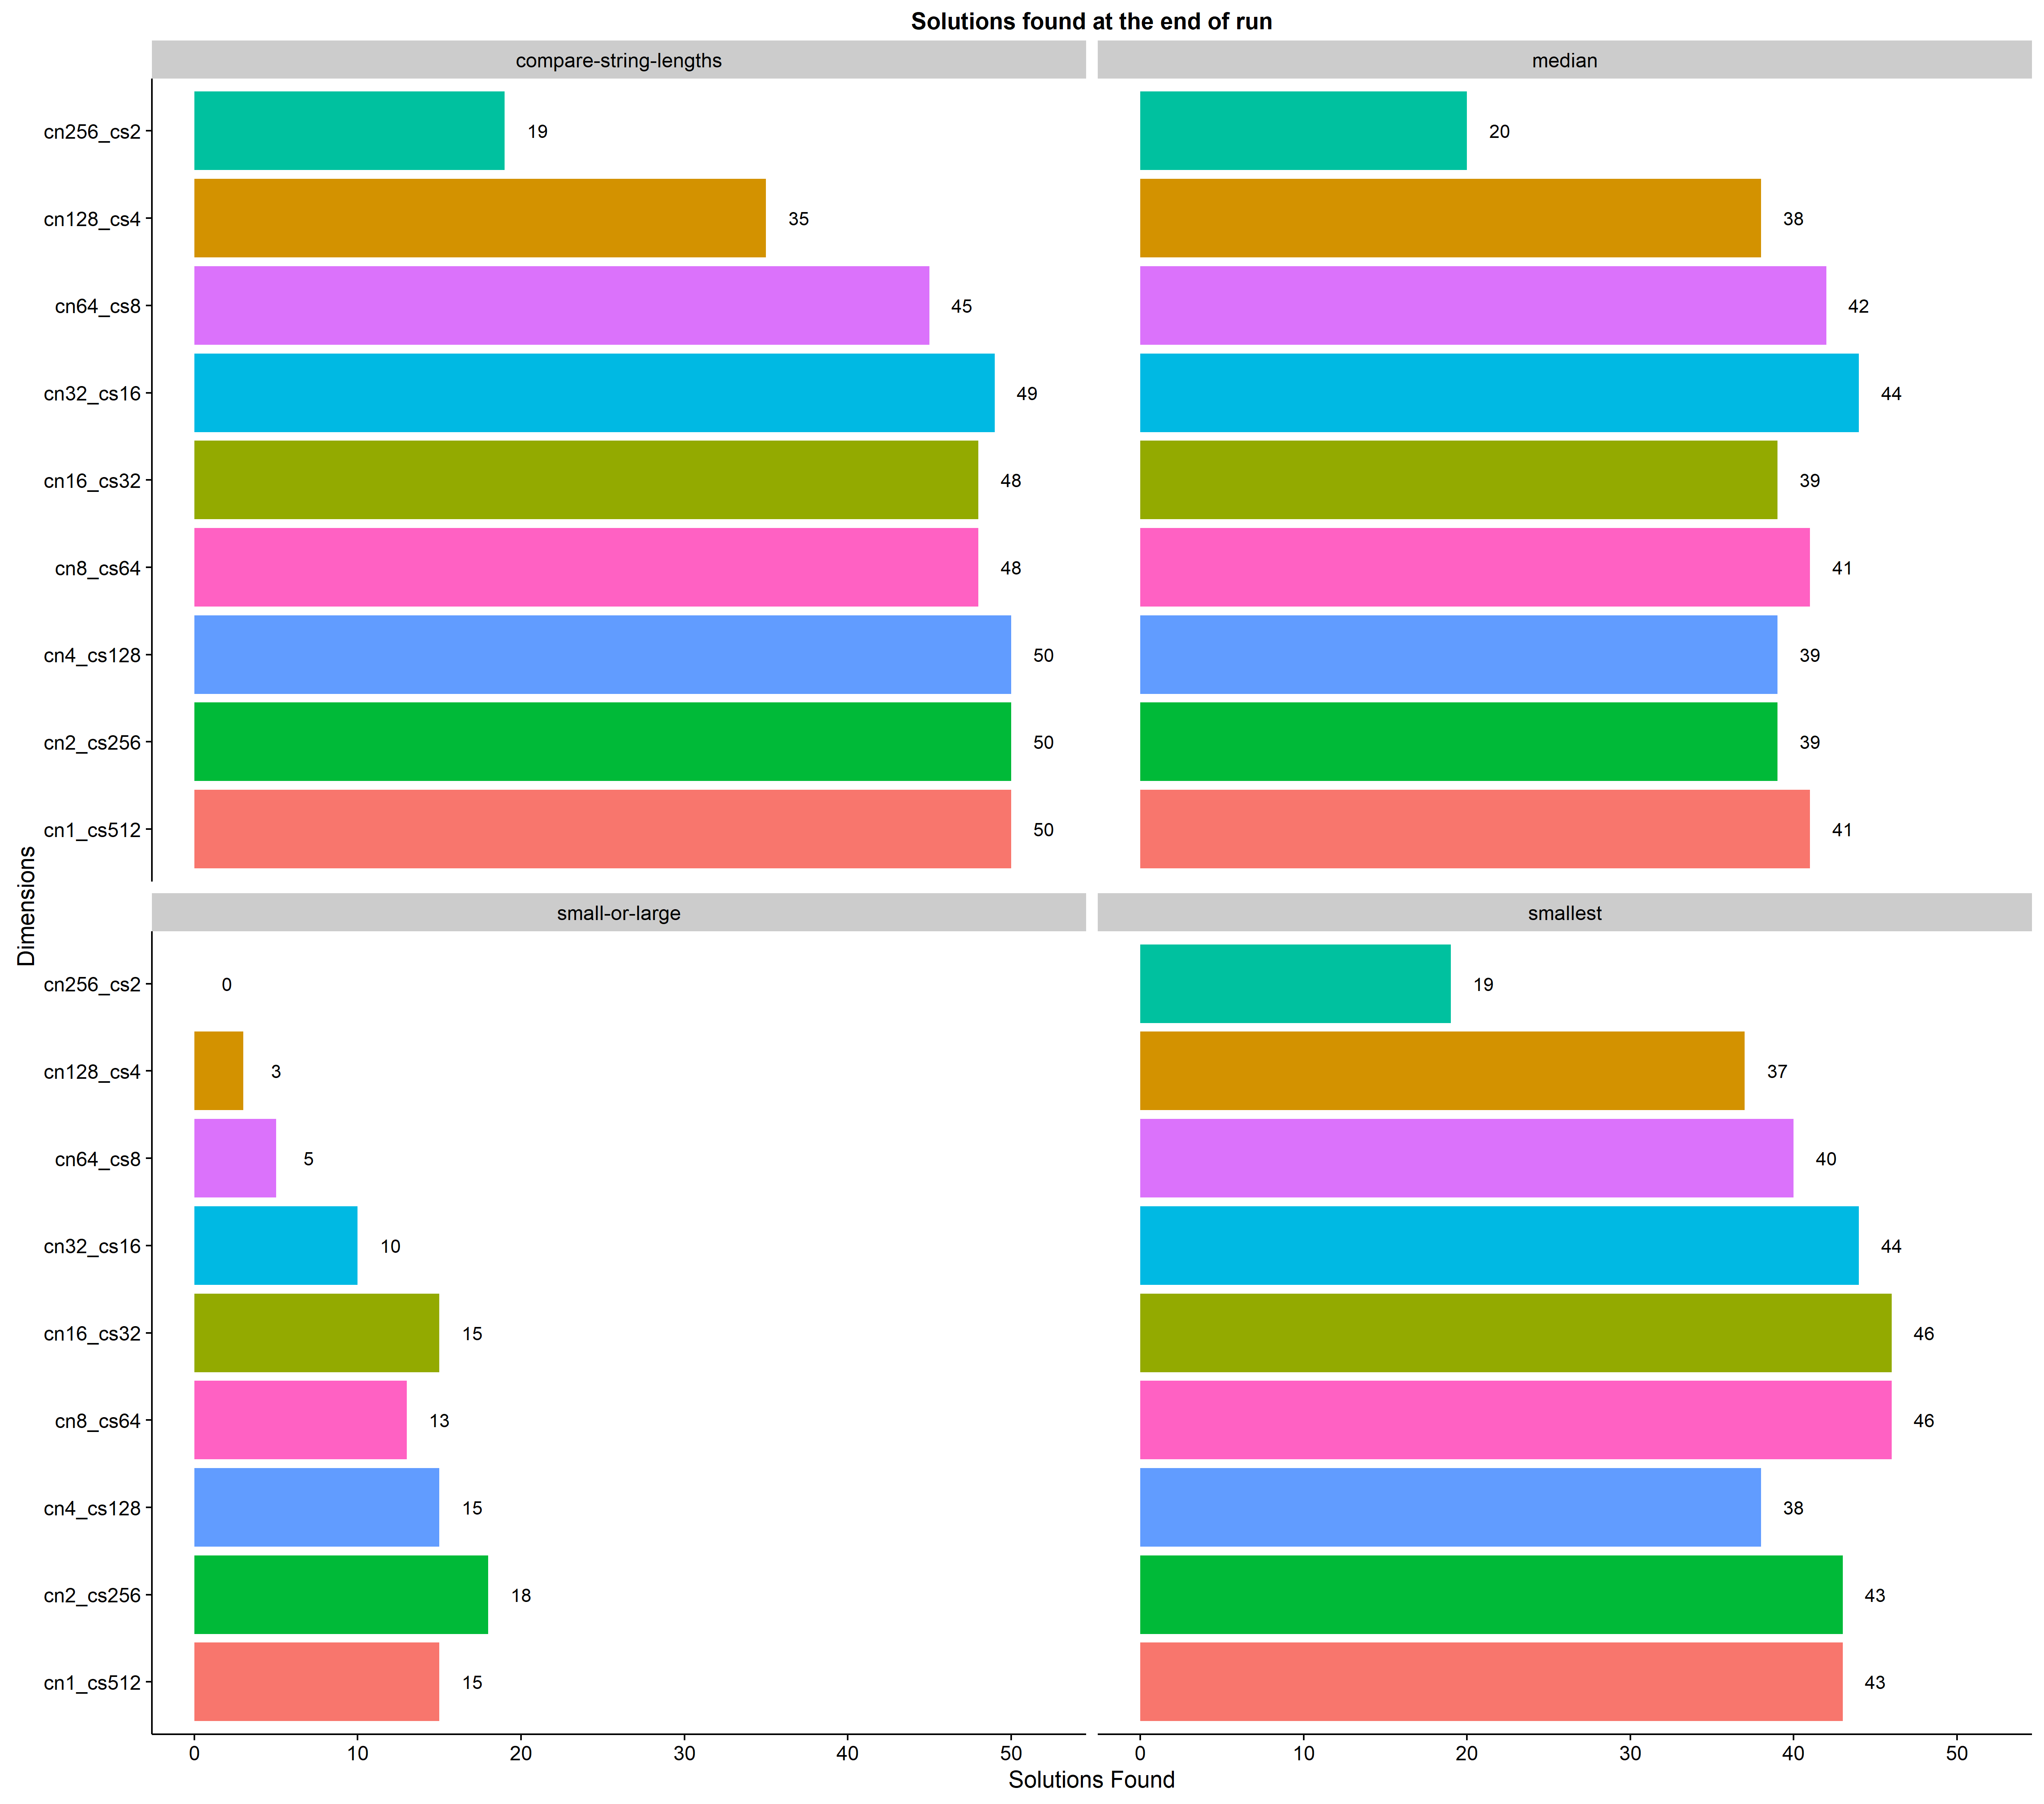 Solutions found at the end of run
compare-string-lengths
median
cn256_cs2 19 20
cn128_cs4 35 38
cn64_cs8 45 42
cn32_cs16 49 44
cn16_cs32 48 39
cn8_cs64 48 41
cn4_cs128 50 39
cn2_cs256 50 39
cn1_cs512 50 41
Dimensions
small-or-large
smallest
cn256_cs2 0 19
cn128_cs4 3 37
cn64_cs8 5 40
cn32_cs16 10 44
cn16_cs32 15 46
cn8_cs64 13 46
cn4_cs128 15 38
cn2_cs256 18 43
cn1_cs512 15 43
0 10 20 30 40 50 0 10 20 30 40 50
Solutions Found